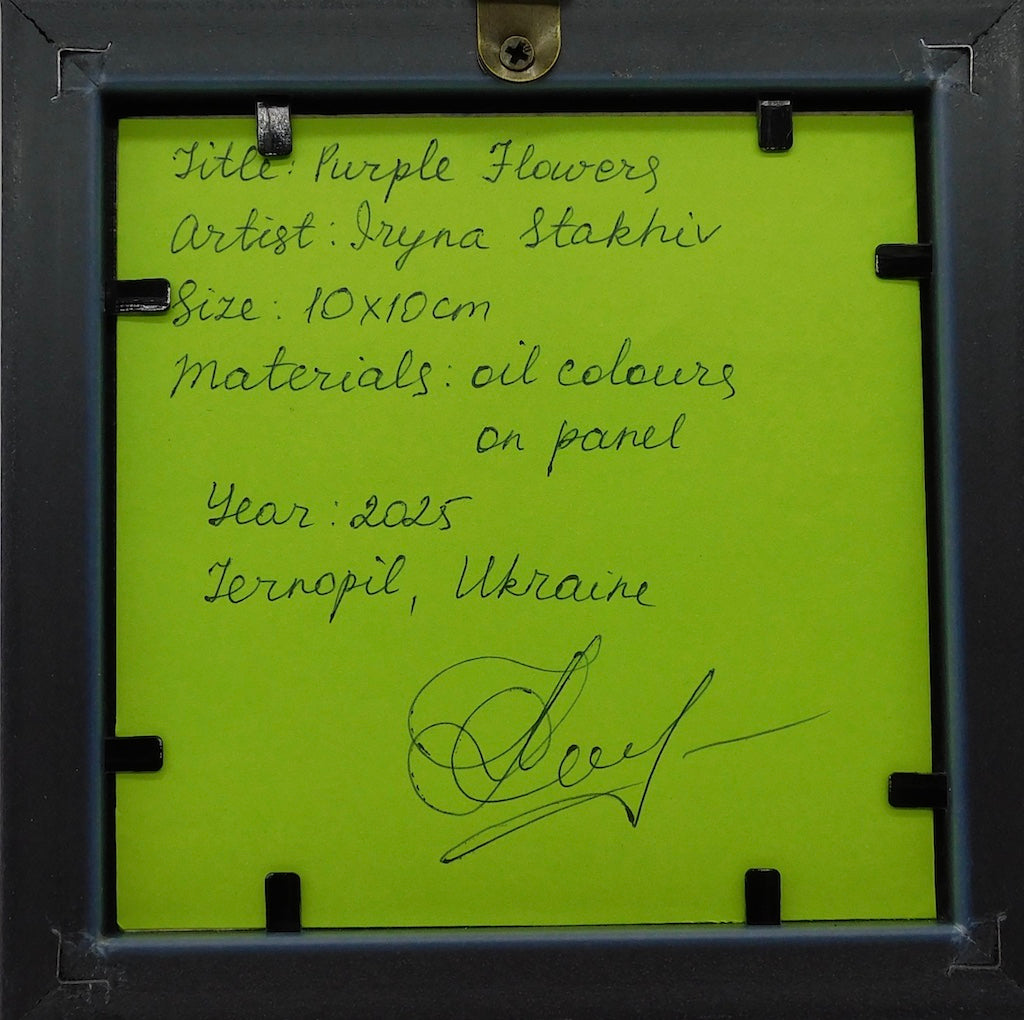 Title: Purple Flowers
Artist: Iryna Stakhiv
Size: 10x10cm
Materials: oil colours
on panel
Year: 2025
Ternopil, Ukraine